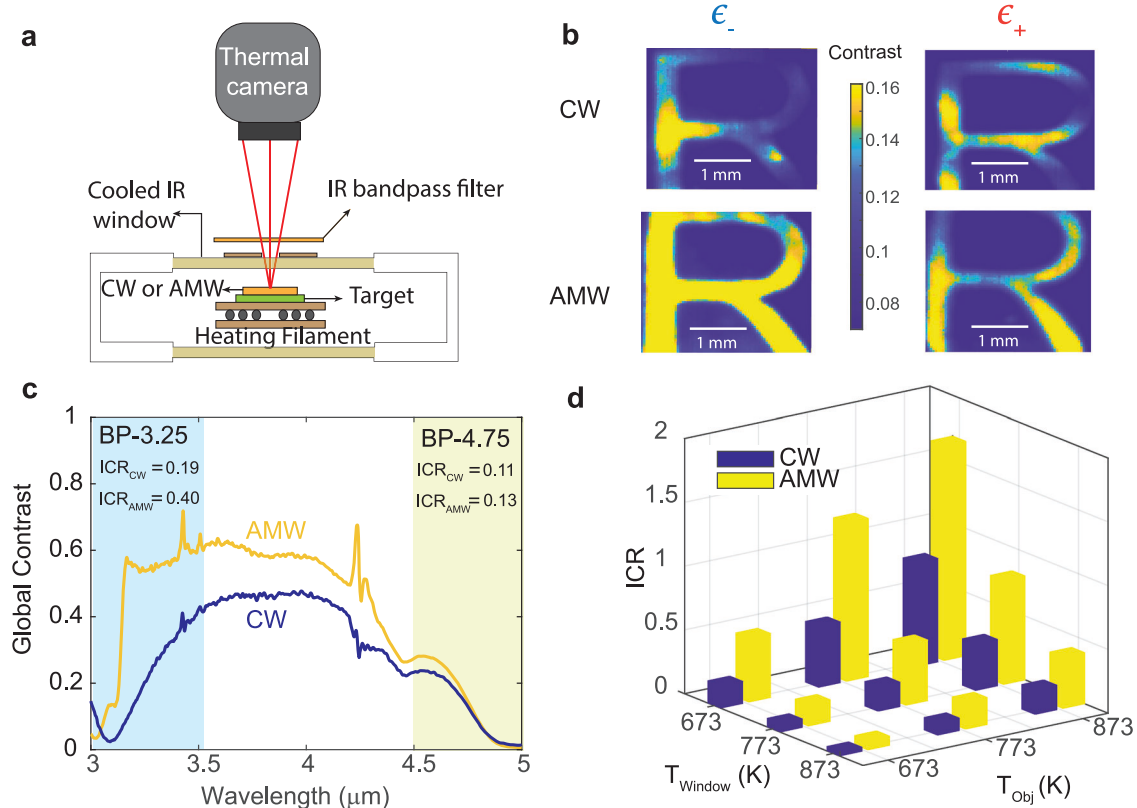 a
Thermal
camera
Cooled IR
window
IR bandpass filter
CW or AMW
Target
Heating Filament
b
ϵ-
ϵ+
Contrast
CW
AMW
0.16
0.14
0.12
0.1
0.08
1 mm
1 mm
1 mm
1 mm
c
Global Contrast
1
0.8
0.6
0.4
0.2
0
BP-3.25
ICR_CW = 0.19
ICR_AMW = 0.40
BP-4.75
ICR_CW = 0.11
ICR_AMW = 0.13
AMW
CW
3
3.5
4
4.5
5
Wavelength (μm)
d
CW
AMW
ICR
2
1.5
1
0.5
0
673
773
873
T_Window (K)
673
773
873
T_Obj (K)